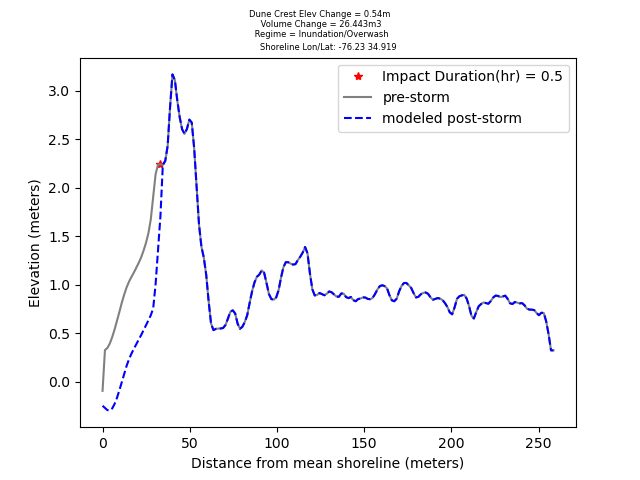 Dune Crest Elev Change = 0.54m
Volume Change = 26.443m3
Regime = Inundation/Overwash
Shoreline Lon/Lat: -76.23 34.919
Impact Duration(hr) = 0.5
pre-storm
modeled post-storm
Elevation (meters)
3.0
2.5
2.0
1.5
1.0
0.5
0.0
0 50 100 150 200 250
Distance from mean shoreline (meters)